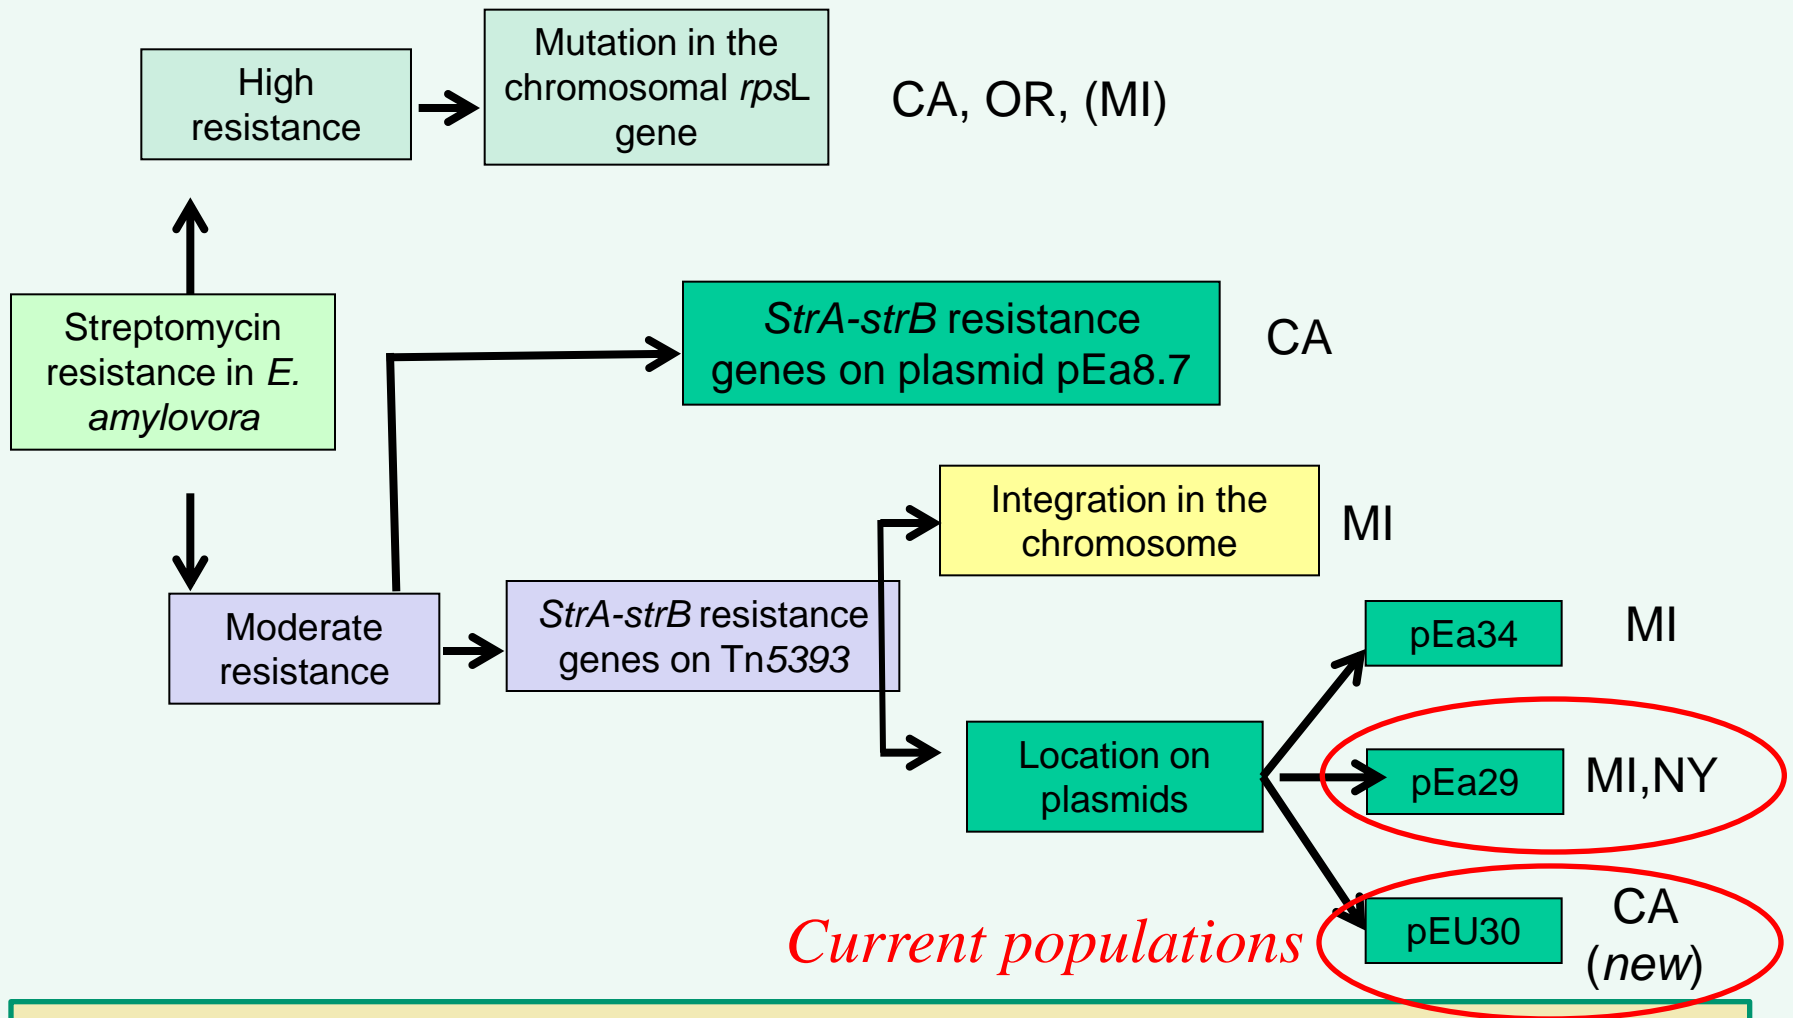 High
resistance
Mutation in the
chromosomal rpsL
gene
CA, OR, (MI)
Streptomycin
resistance in E.
amylovora
StrA-strB resistance
genes on plasmid pEa8.7
CA
Integration in the
chromosome
MI
Moderate
resistance
StrA-strB resistance
genes on Tn5393
pEa34
MI
Location on
plasmids
pEa29
MI,NY
Current populations
pEU30
CA
(new)